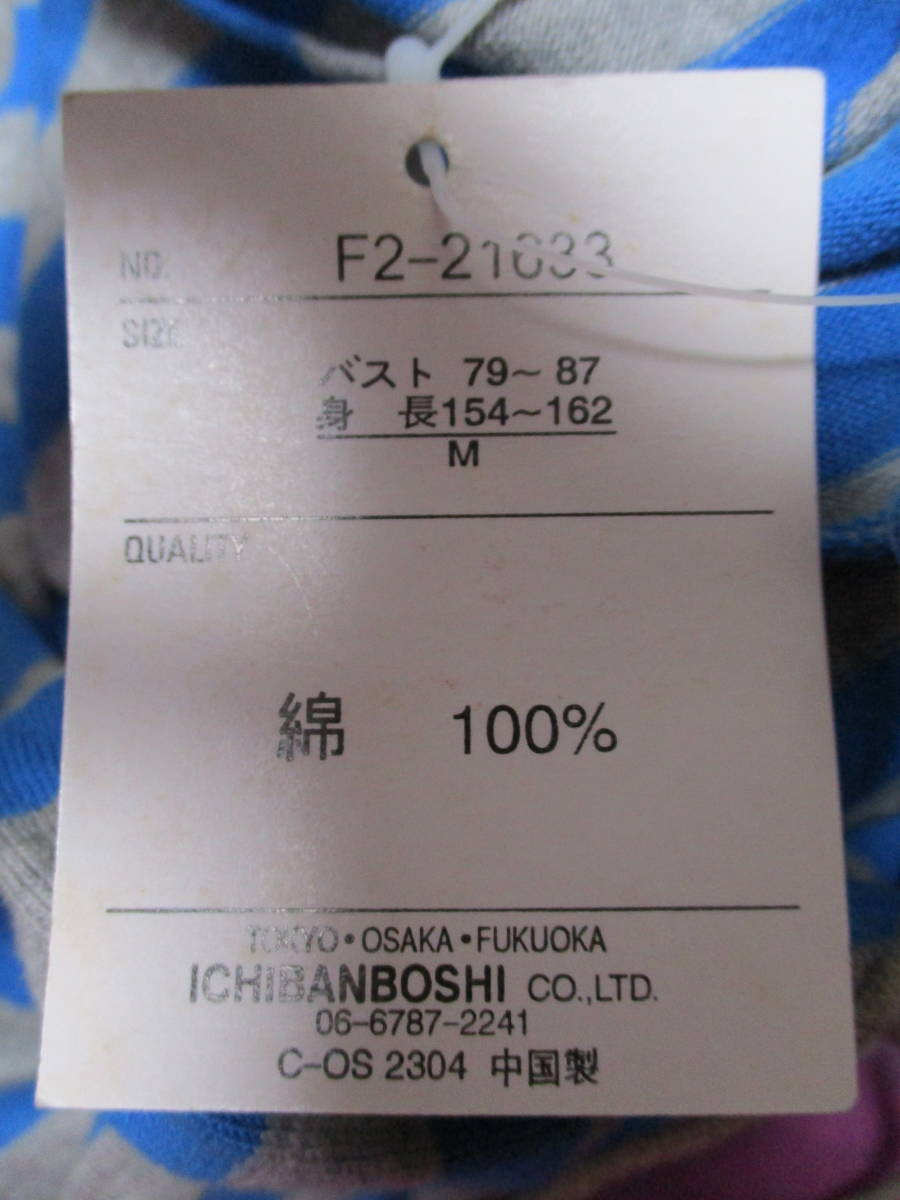 NO. F2-21633
SIZE
バスト 79～87
身 長154～162
M
QUALITY
綿 100%
TOKYO・OSAKA・FUKUOKA
ICHIBANBOSHI CO.,LTD.
06-6787-2241
C-OS 2304 中国製